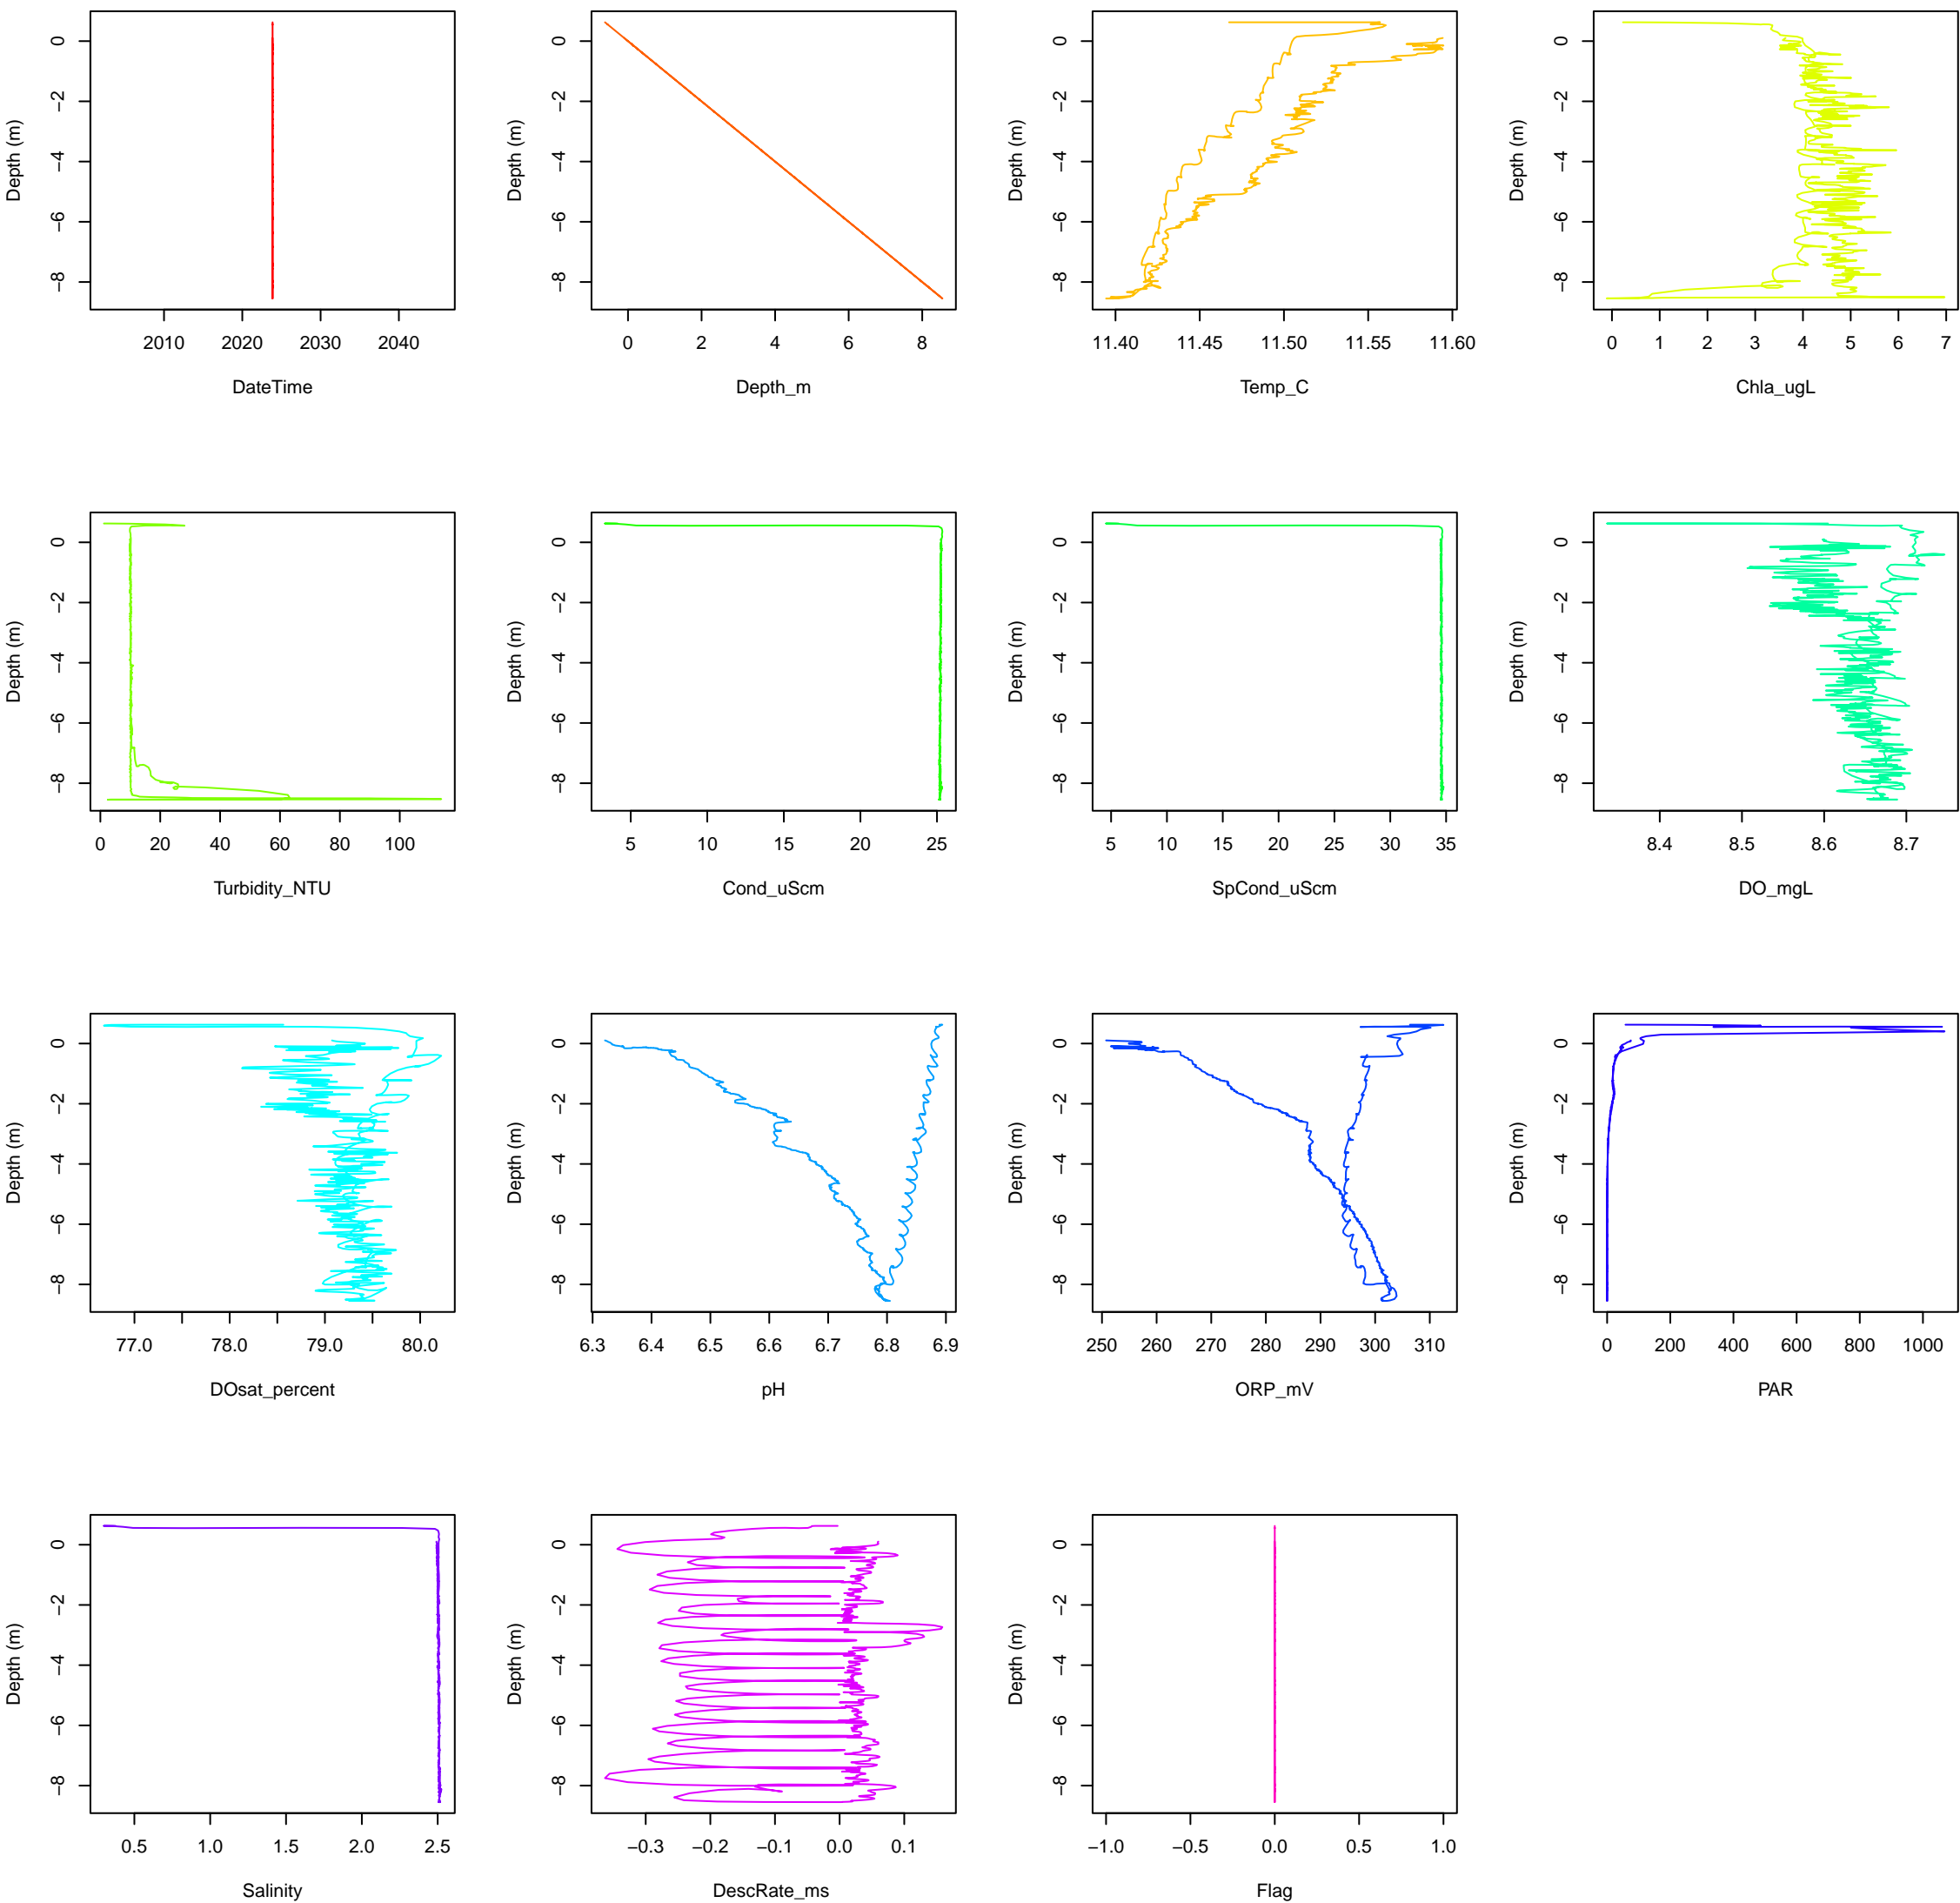 Depth (m)
0
−2
−4
−6
−8
2010 2020 2030 2040
DateTime
Depth (m)
0
−2
−4
−6
−8
0 2 4 6 8
Depth_m
Depth (m)
0
−2
−4
−6
−8
11.40 11.45 11.50 11.55 11.60
Temp_C
Depth (m)
0
−2
−4
−6
−8
0 1 2 3 4 5 6 7
Chla_ugL
Depth (m)
0
−2
−4
−6
−8
0 20 40 60 80 100
Turbidity_NTU
Depth (m)
0
−2
−4
−6
−8
5 10 15 20 25
Cond_uScm
Depth (m)
0
−2
−4
−6
−8
5 10 15 20 25 30 35
SpCond_uScm
Depth (m)
0
−2
−4
−6
−8
8.4 8.5 8.6 8.7
DO_mgL
Depth (m)
0
−2
−4
−6
−8
77.0 78.0 79.0 80.0
DOsat_percent
Depth (m)
0
−2
−4
−6
−8
6.3 6.4 6.5 6.6 6.7 6.8 6.9
pH
Depth (m)
0
−2
−4
−6
−8
250 260 270 280 290 300 310
ORP_mV
Depth (m)
0
−2
−4
−6
−8
0 200 400 600 800 1000
PAR
Depth (m)
0
−2
−4
−6
−8
0.5 1.0 1.5 2.0 2.5
Salinity
Depth (m)
0
−2
−4
−6
−8
−0.3 −0.2 −0.1 0.0 0.1
DescRate_ms
Depth (m)
0
−2
−4
−6
−8
−1.0 −0.5 0.0 0.5 1.0
Flag